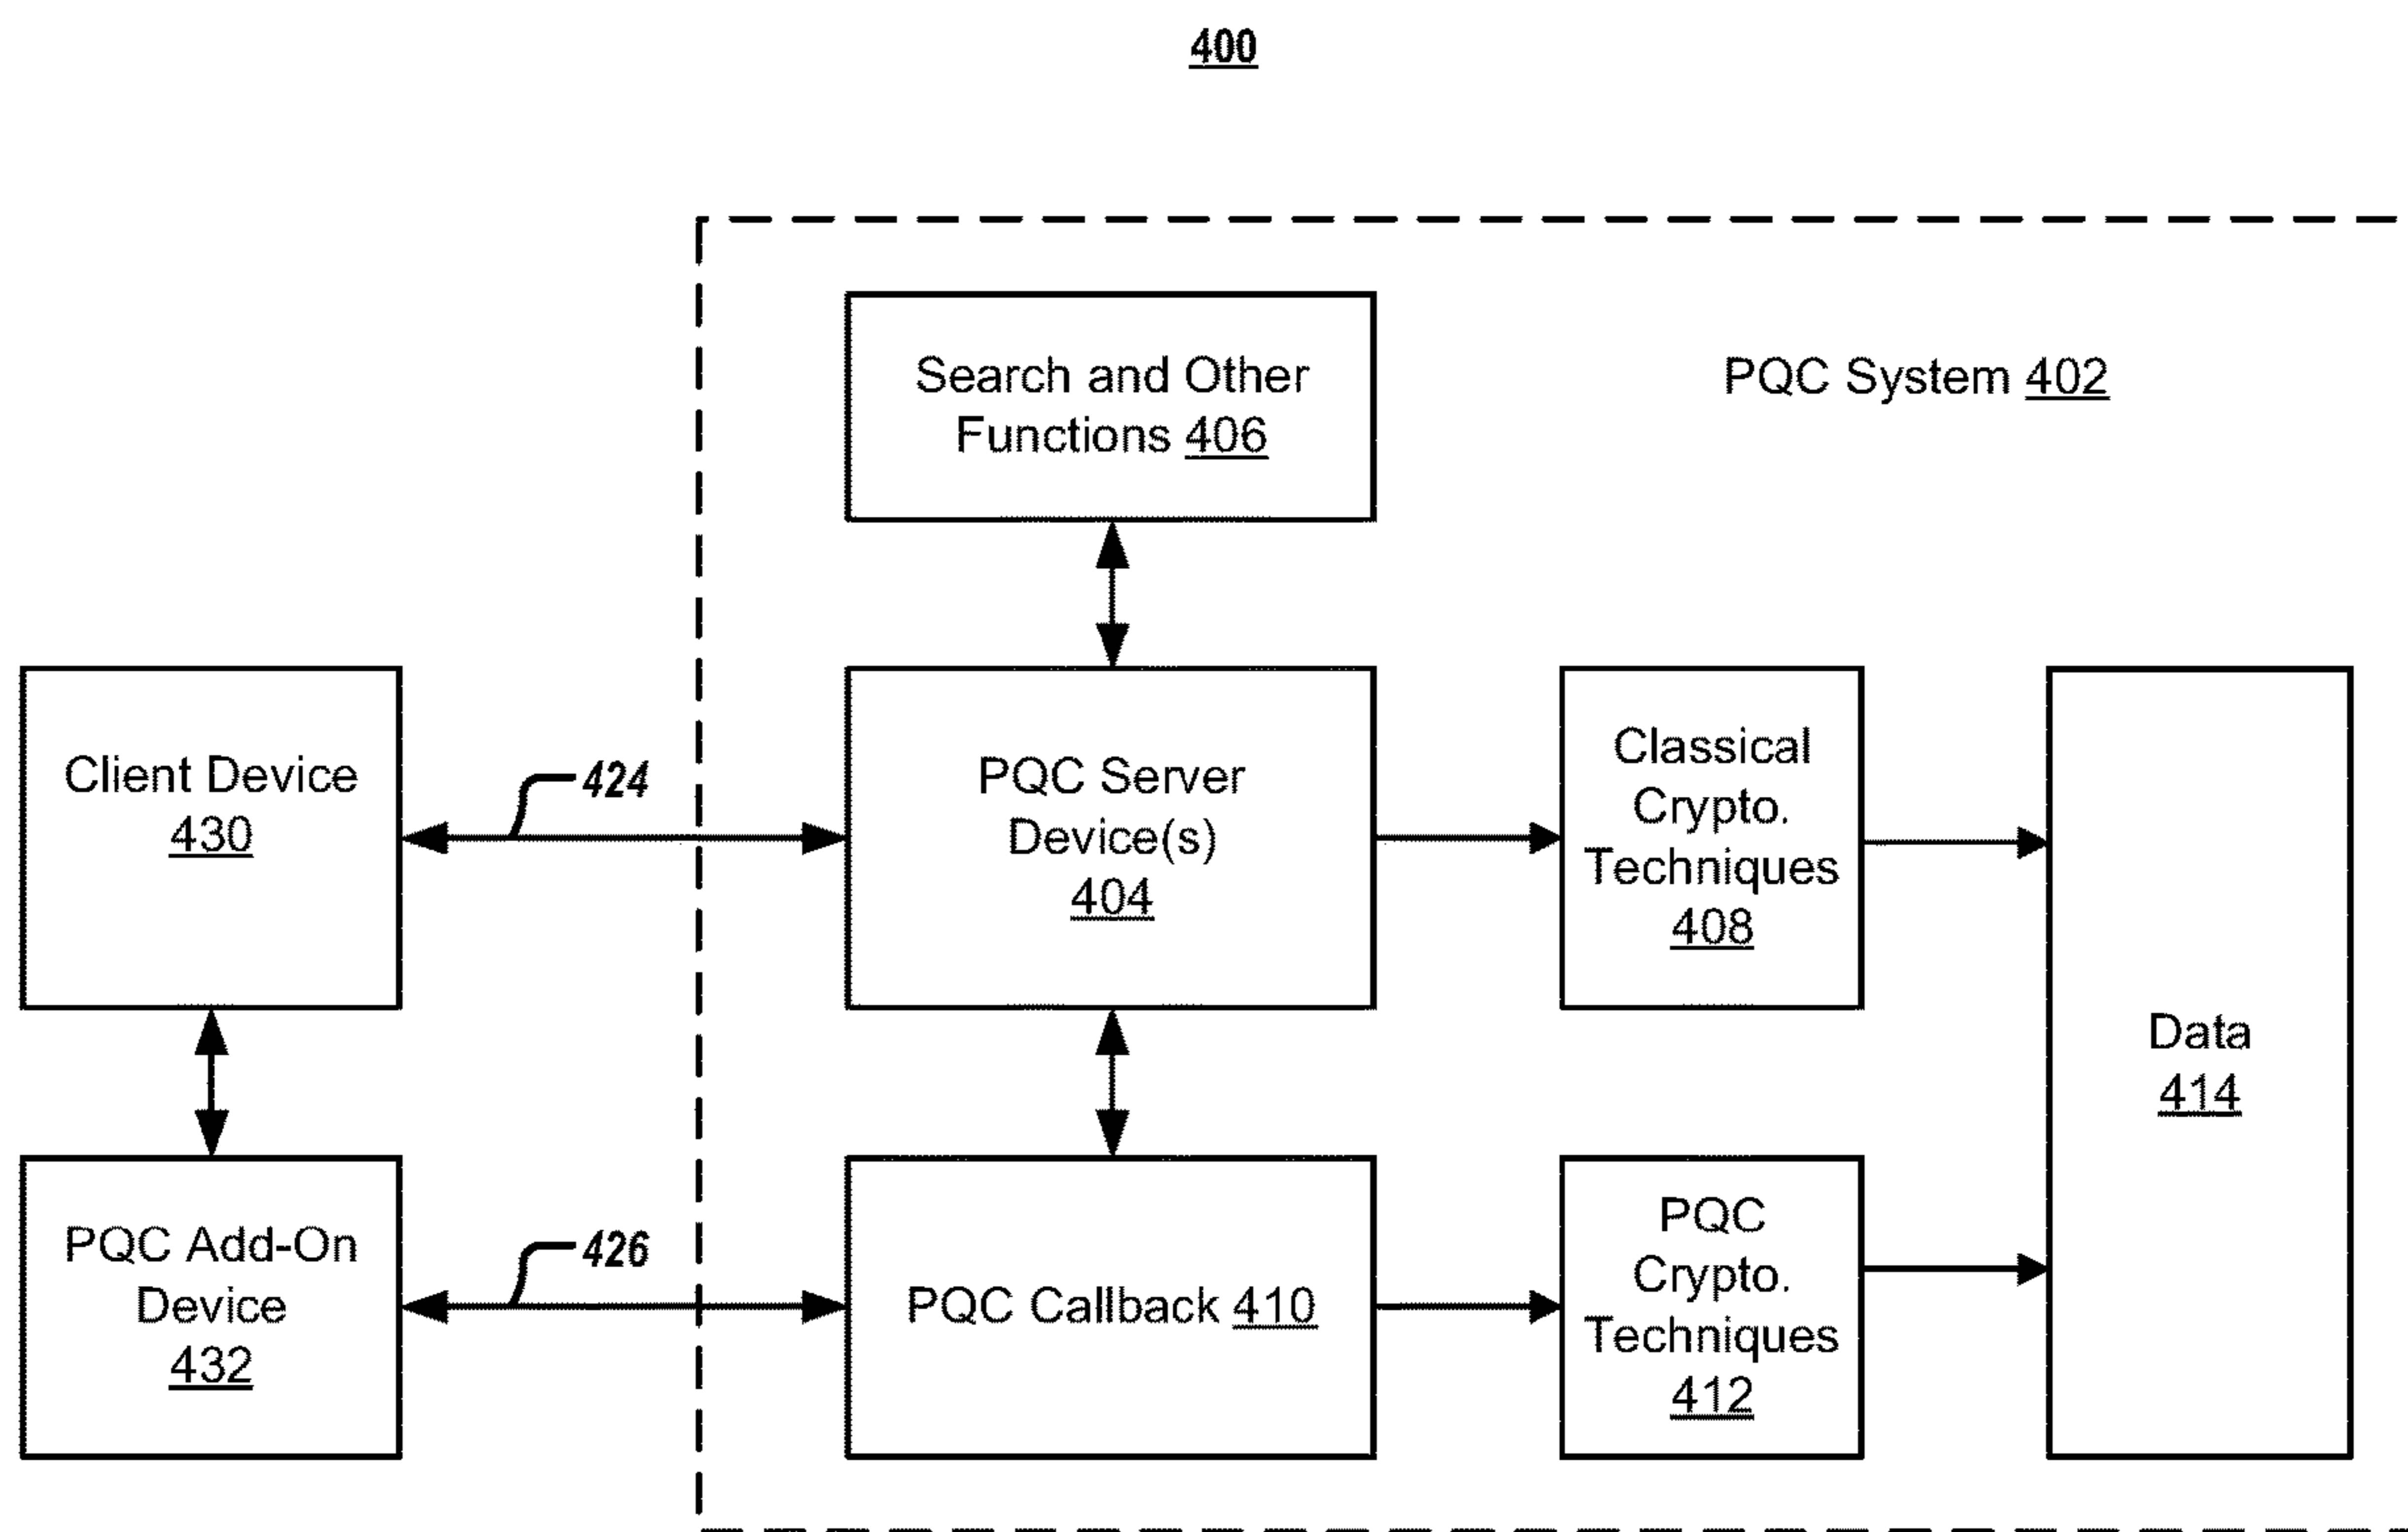 400
Search and Other
Functions 406
PQC System 402
Client Device
430
424
PQC Server
Device(s)
404
Classical
Crypto.
Techniques
408
Data
414
PQC Add-On
Device
432
426
PQC Callback 410
PQC
Crypto.
Techniques
412